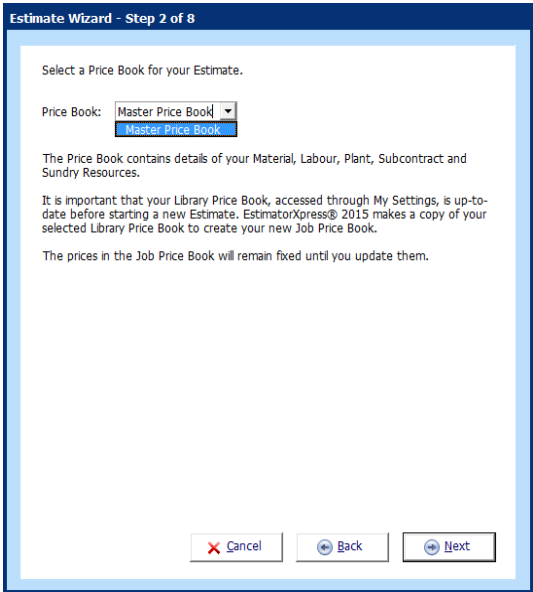 Estimate Wizard - Step 2 of 8
Select a Price Book for your Estimate.
Price Book: Master Price Book
Master Price Book
The Price Book contains details of your Material, Labour, Plant, Subcontract and
Sundry Resources.
It is important that your Library Price Book, accessed through My Settings, is up-to-
date before starting a new Estimate. EstimatorXpress® 2015 makes a copy of your
selected Library Price Book to create your new Job Price Book.
The prices in the Job Price Book will remain fixed until you update them.
Cancel Back Next